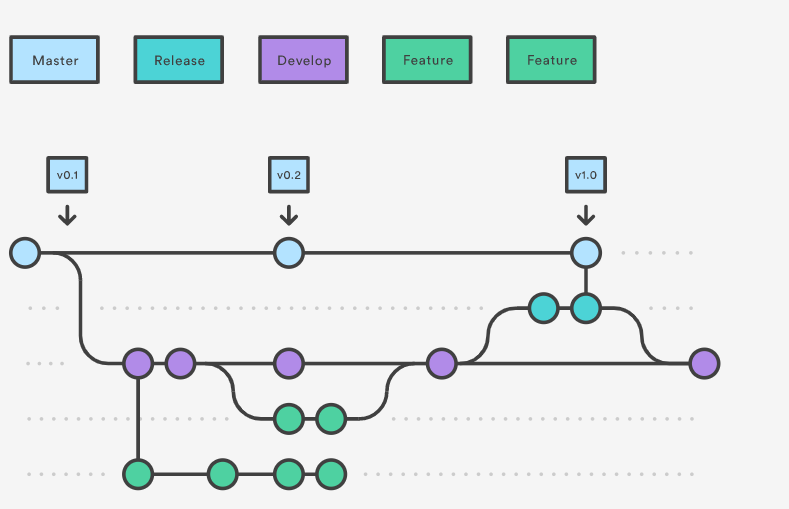 Master
Release
Develop
Feature
Feature
v0.1
v0.2
v1.0